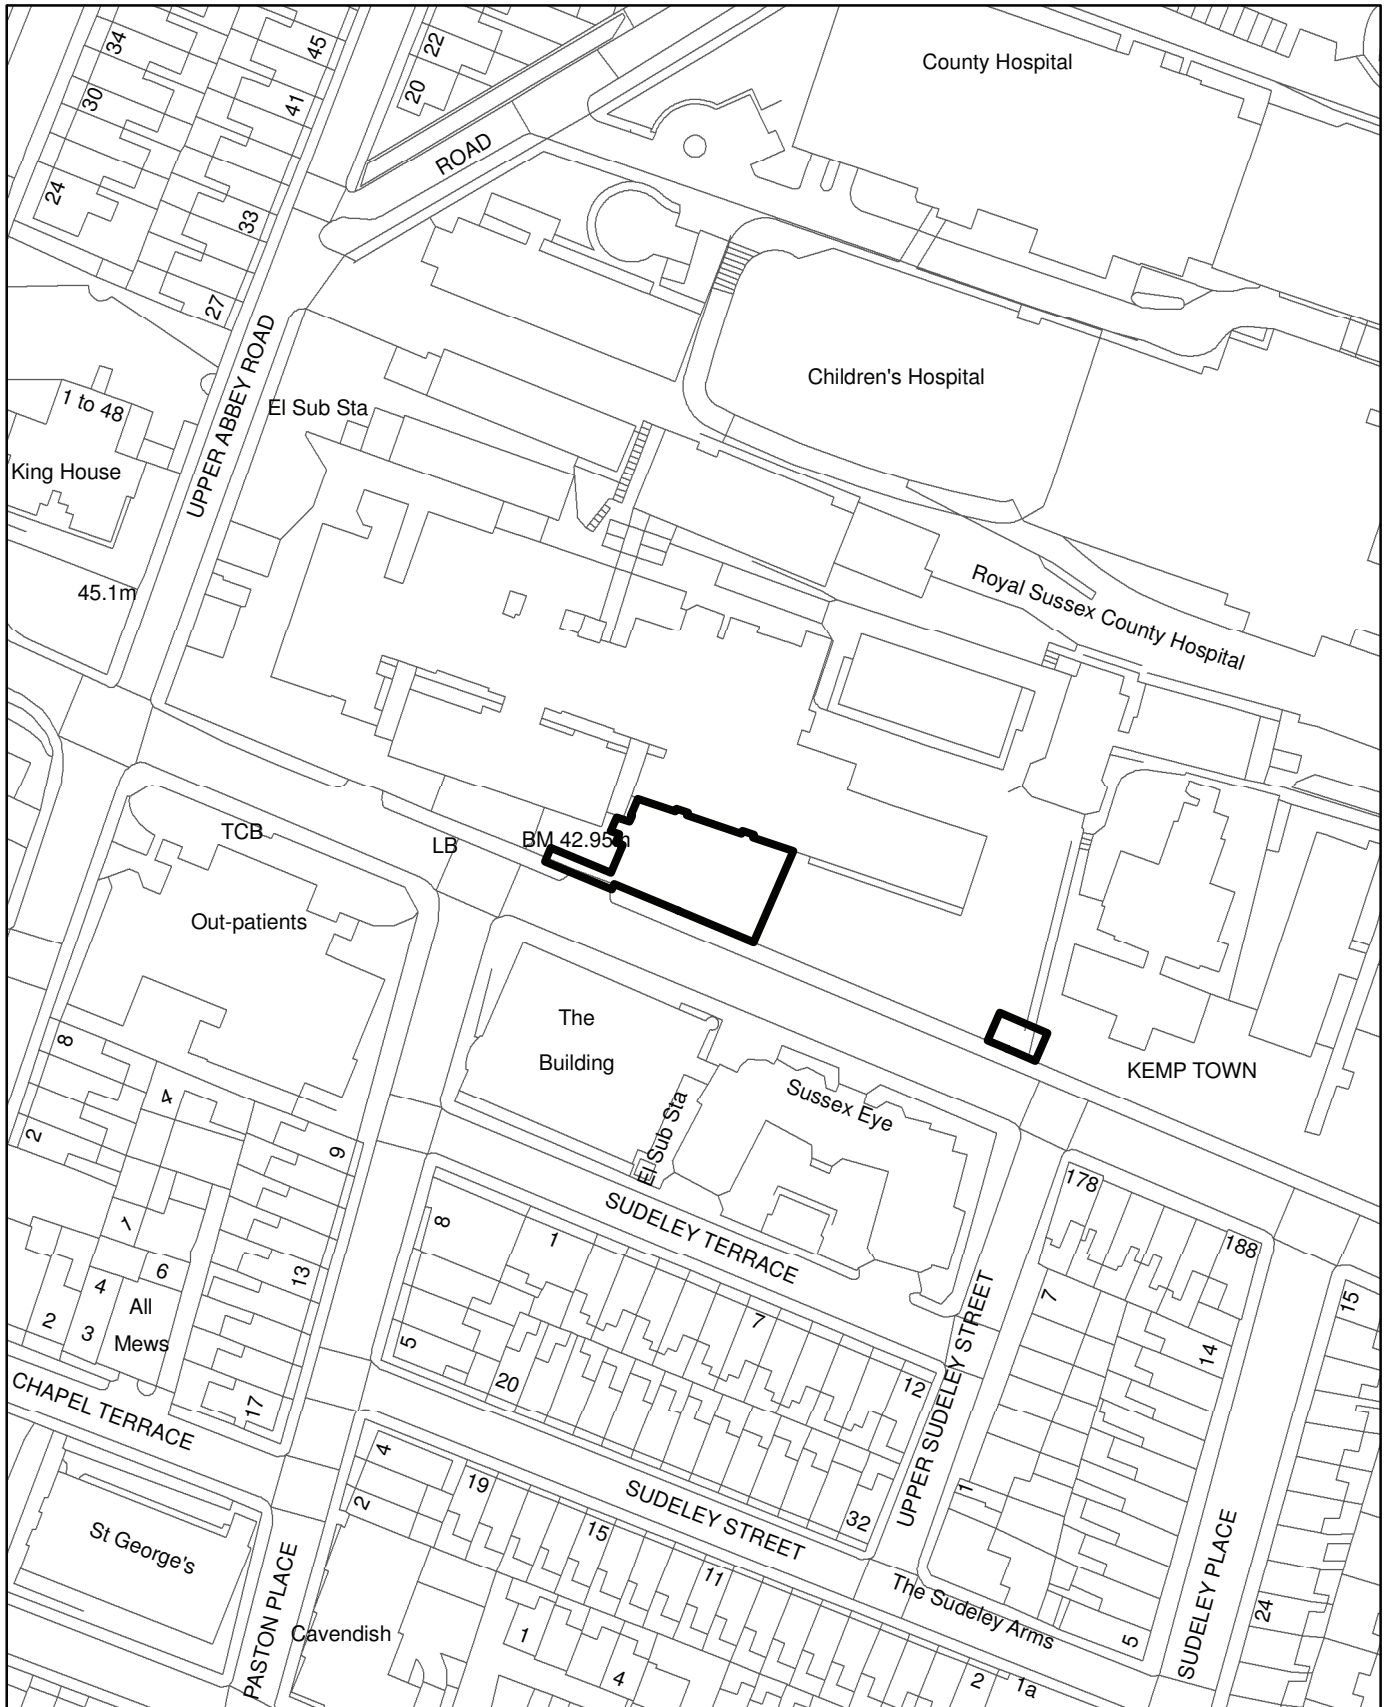 County Hospital
34
45
22
30
41
20
ROAD
24
33
27
UPPER ABBEY ROAD
Children's Hospital
1 to 48
El Sub Sta
King House
45.1m
Royal Sussex County Hospital
TCB
LB
BM 42.95m
Out-patients
The
Building
KEMP TOWN
8
4
2
9
El Sub Sta
Sussex Eye
SUDELEY TERRACE
178
188
8
1
7
12
1
6
4
13
All
Mews
2
3
5
20
17
7
14
15
UPPER SUDELEY STREET
CHAPEL TERRACE
4
2
19
15
11
32
SUDELEY STREET
1
St George's
PASTON PLACE
Cavendish
1
4
The Sudeley Arms
2
1a
5
SUDELEY PLACE
24